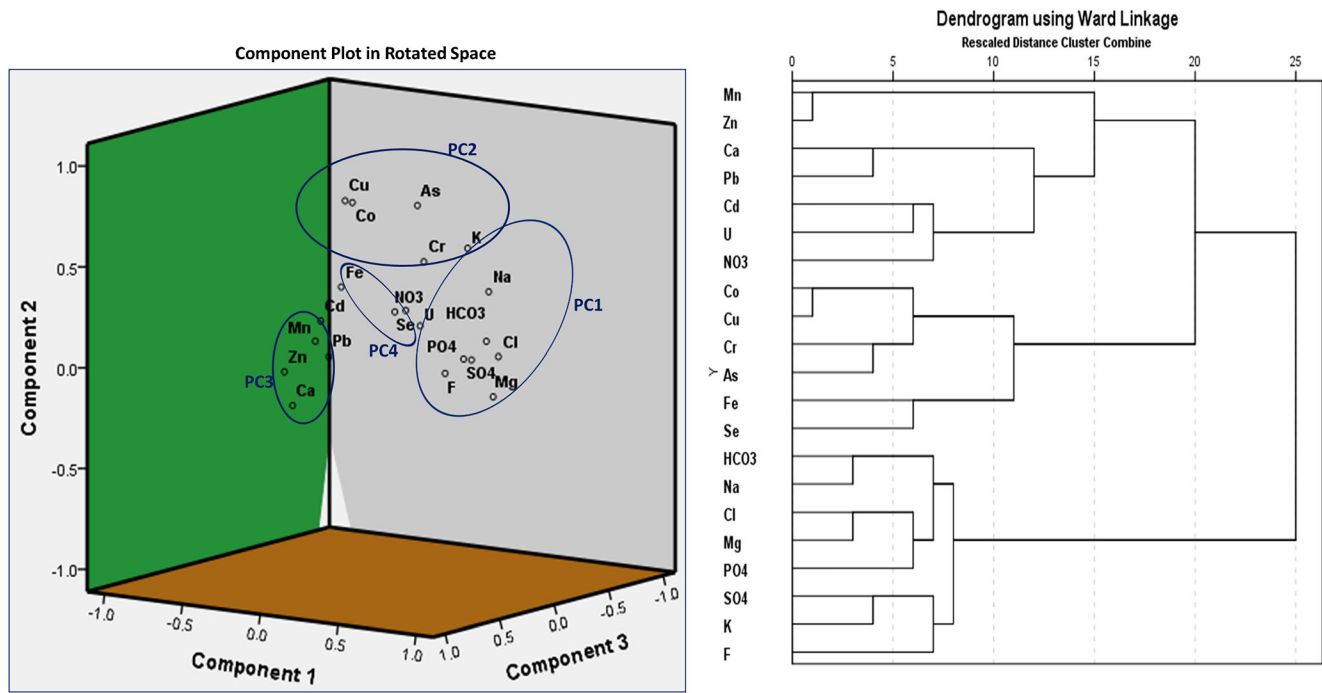 Component Plot in Rotated Space
PC2
Cu
As
Co
K
Cr
Fe
Na
NO3
HCO3
PC1
Cd
U
Se
Mn
Pb
PO4
Cl
PC4
Zn
SO4
Mg
PC3
F
Ca
1.0
0.5
0.0
-0.5
-1.0
Component 2
-1.0
-0.5
0.0
0.5
1.0
Component 1
1.0
0.5
0.0
-0.5
-1.0
Component 3
Dendrogram using Ward Linkage
Rescaled Distance Cluster Combine
0 5 10 15 20 25
Mn
Zn
Ca
Pb
Cd
U
NO3
Co
Cu
Cr
Y
As
Fe
Se
HCO3
Na
Cl
Mg
PO4
SO4
K
F